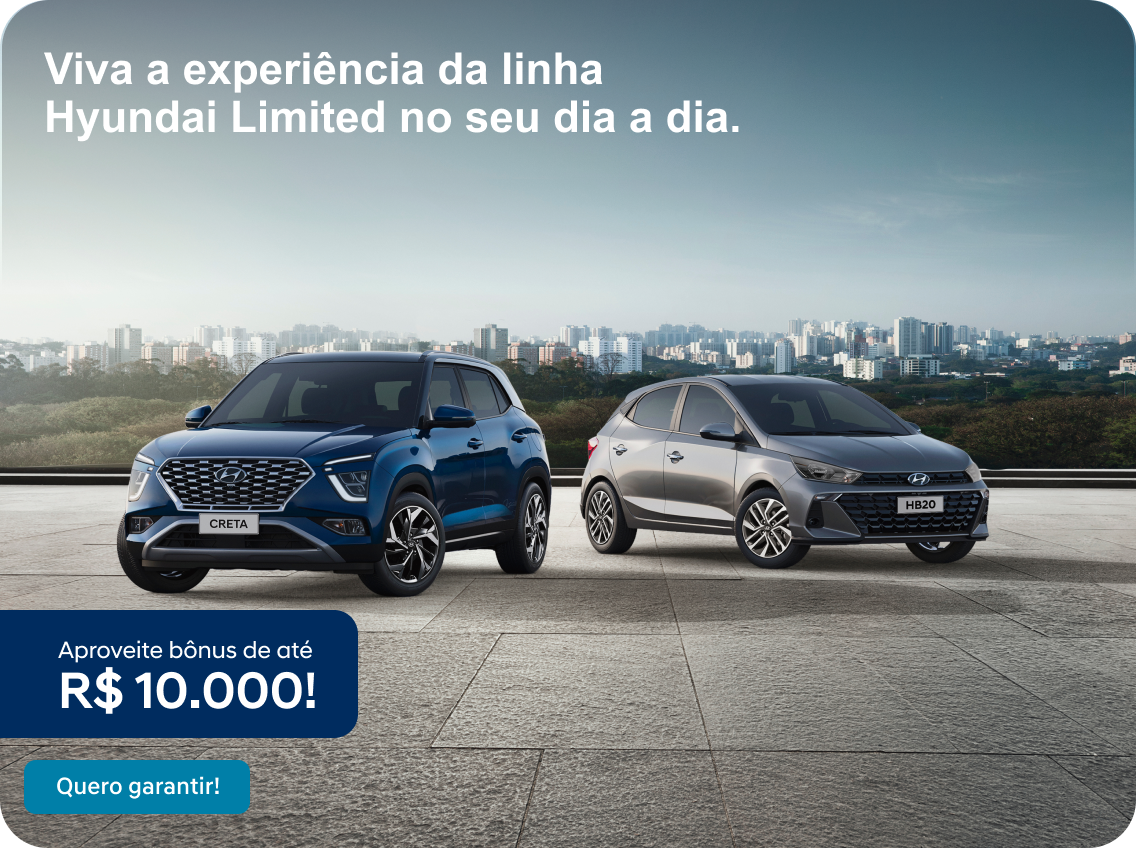 Viva a experiência da linha
Hyundai Limited no seu dia a dia.
CRETA
HB20
Aproveite bônus de até
R$ 10.000!
Quero garantir!